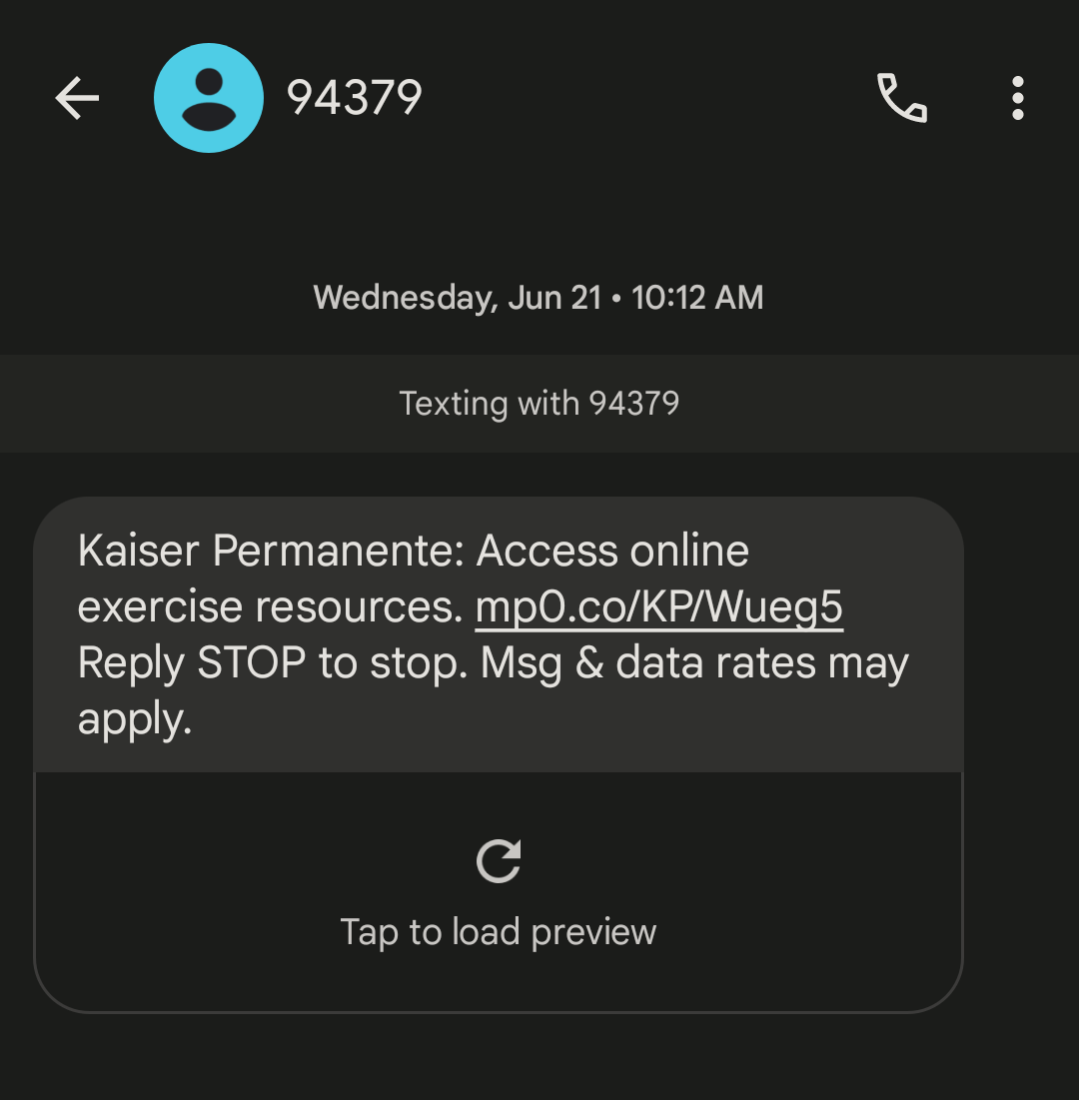 94379
Wednesday, Jun 21 • 10:12 AM
Texting with 94379
Kaiser Permanente: Access online
exercise resources. mp0.co/KP/Wueg5
Reply STOP to stop. Msg & data rates may
apply.
Tap to load preview